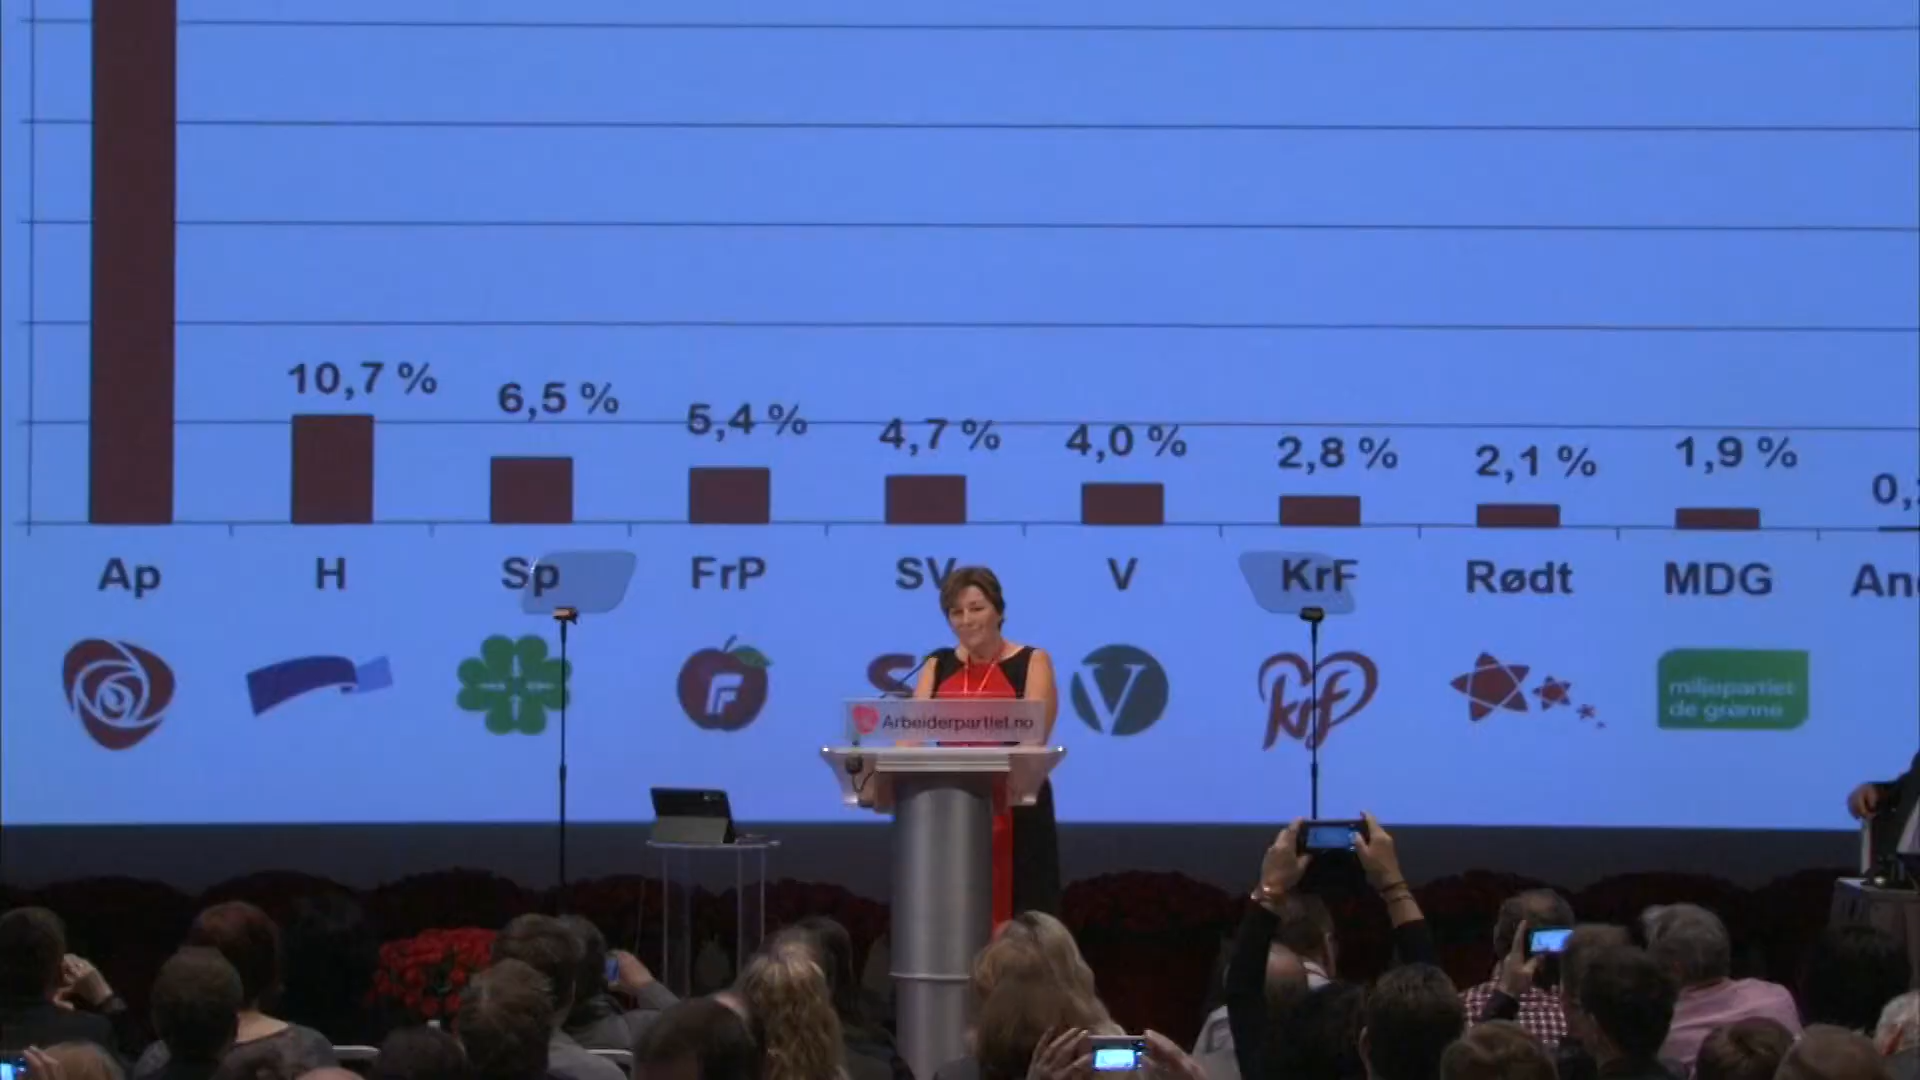 10,7 %
6,5 %
5,4 %
4,7 %
4,0 %
2,8 %
2,1 %
1,9 %
Ap H Sp FrP SV V KrF Rødt MDG
F
V
krf
miljøpartiet
de grønne
Arbeiderpartiet.no